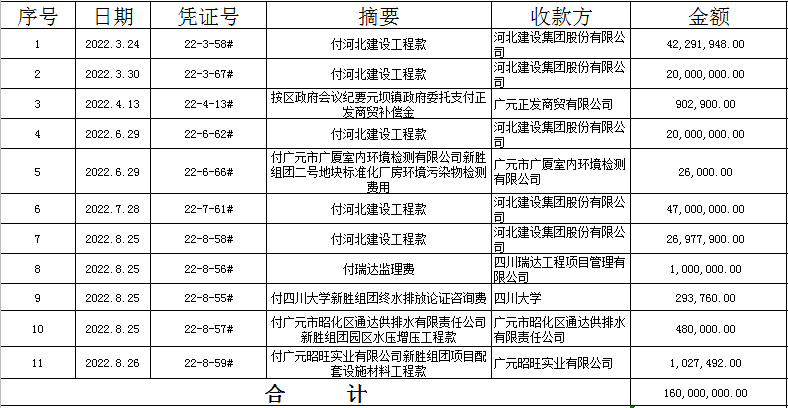 序号 日期 凭证号 摘要 收款方 金额
1 2022.3.24 22-3-58# 付河北建设工程款 河北建设集团股份有限公
司 42,291,948.00
2 2022.3.30 22-3-67# 付河北建设工程款 河北建设集团股份有限公
司 20,000,000.00
3 2022.4.13 22-4-13# 按区政府会议纪要元坝镇政府委托支付正
发商贸补偿金 广元正发商贸有限公司 902,900.00
4 2022.6.29 22-6-62# 付河北建设工程款 河北建设集团股份有限公
司 20,000,000.00
5 2022.6.29 22-6-66# 付广元市广厦室内环境检测有限公司新胜
组团二号地块标准化厂房环境污染物检测
费用 广元市广厦室内环境检测
有限公司 26,000.00
6 2022.7.28 22-7-61# 付河北建设工程款 河北建设集团股份有限公
司 47,000,000.00
7 2022.8.25 22-8-58# 付河北建设工程款 河北建设集团股份有限公
司 26,977,900.00
8 2022.8.25 22-8-56# 付瑞达监理费 四川瑞达工程项目管理有
限公司 1,000,000.00
9 2022.8.25 22-8-55# 付四川大学新胜组团终水排放论证咨询费 四川大学 293,760.00
10 2022.8.25 22-8-57# 付广元市昭化区通达供排水有限责任公司
新胜组团园区水压增压工程款 广元市昭化区通达供排水
有限责任公司 480,000.00
11 2022.8.26 22-8-59# 付广元昭旺实业有限公司新胜组团项目配
套设施材料工程款 广元昭旺实业有限公司 1,027,492.00
合 计 160,000,000.00